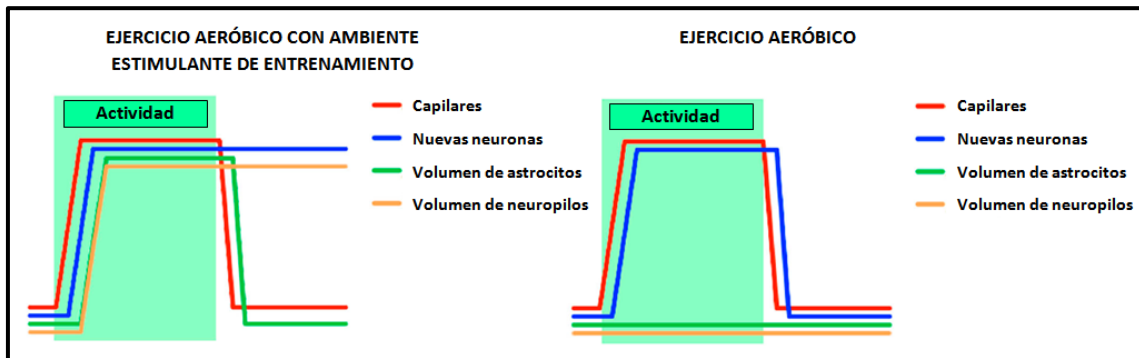 EJERCICIO AERÓBICO CON AMBIENTE
ESTIMULANTE DE ENTRENAMIENTO
Actividad
Capilares
Nuevas neuronas
Volumen de astrocitos
Volumen de neuropilos
EJERCICIO AERÓBICO
Actividad
Capilares
Nuevas neuronas
Volumen de astrocitos
Volumen de neuropilos